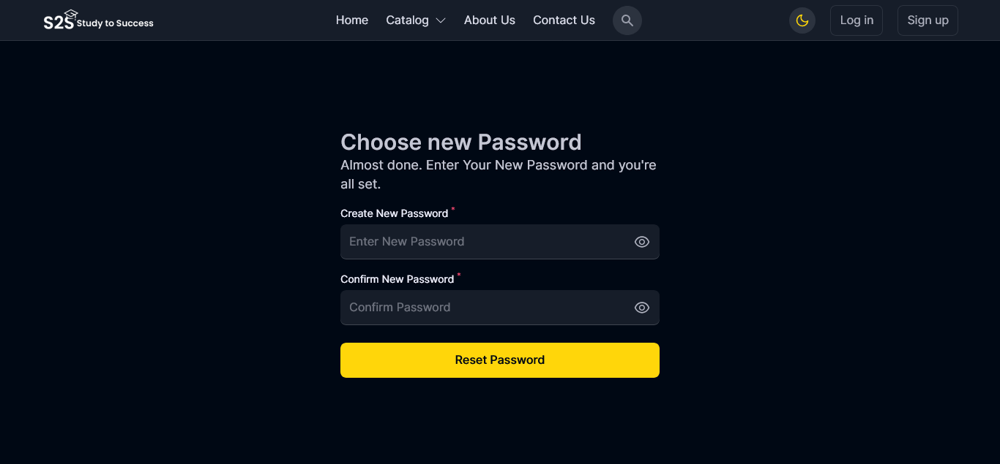 S2S Study to Success
Home Catalog About Us Contact Us
Log in Sign up
Choose new Password
Almost done. Enter Your New Password and you're
all set.
Create New Password *
Enter New Password
Confirm New Password *
Confirm Password
Reset Password